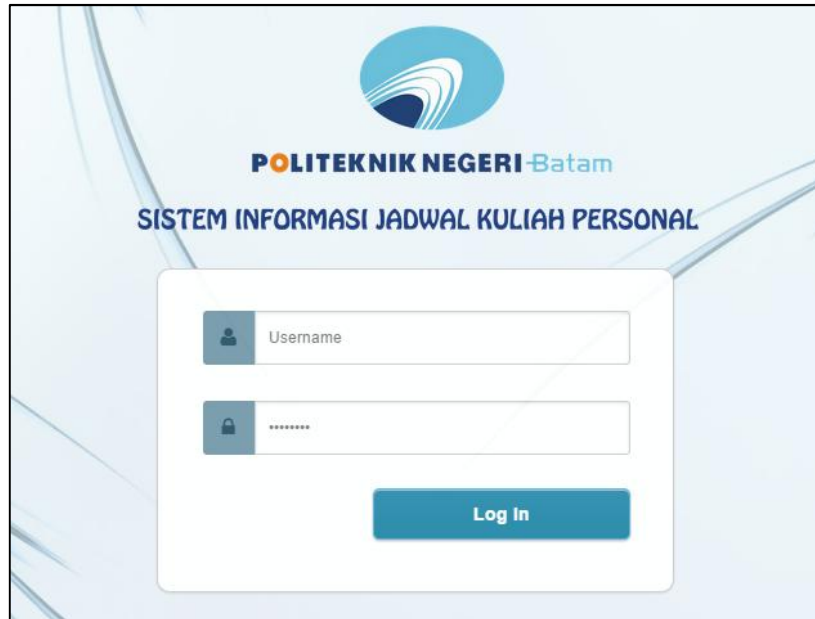 POLITEKNIK NEGERI-Batam
SISTEM INFORMASI JADWAL KULIAH PERSONAL
Username
••••••••
Log In